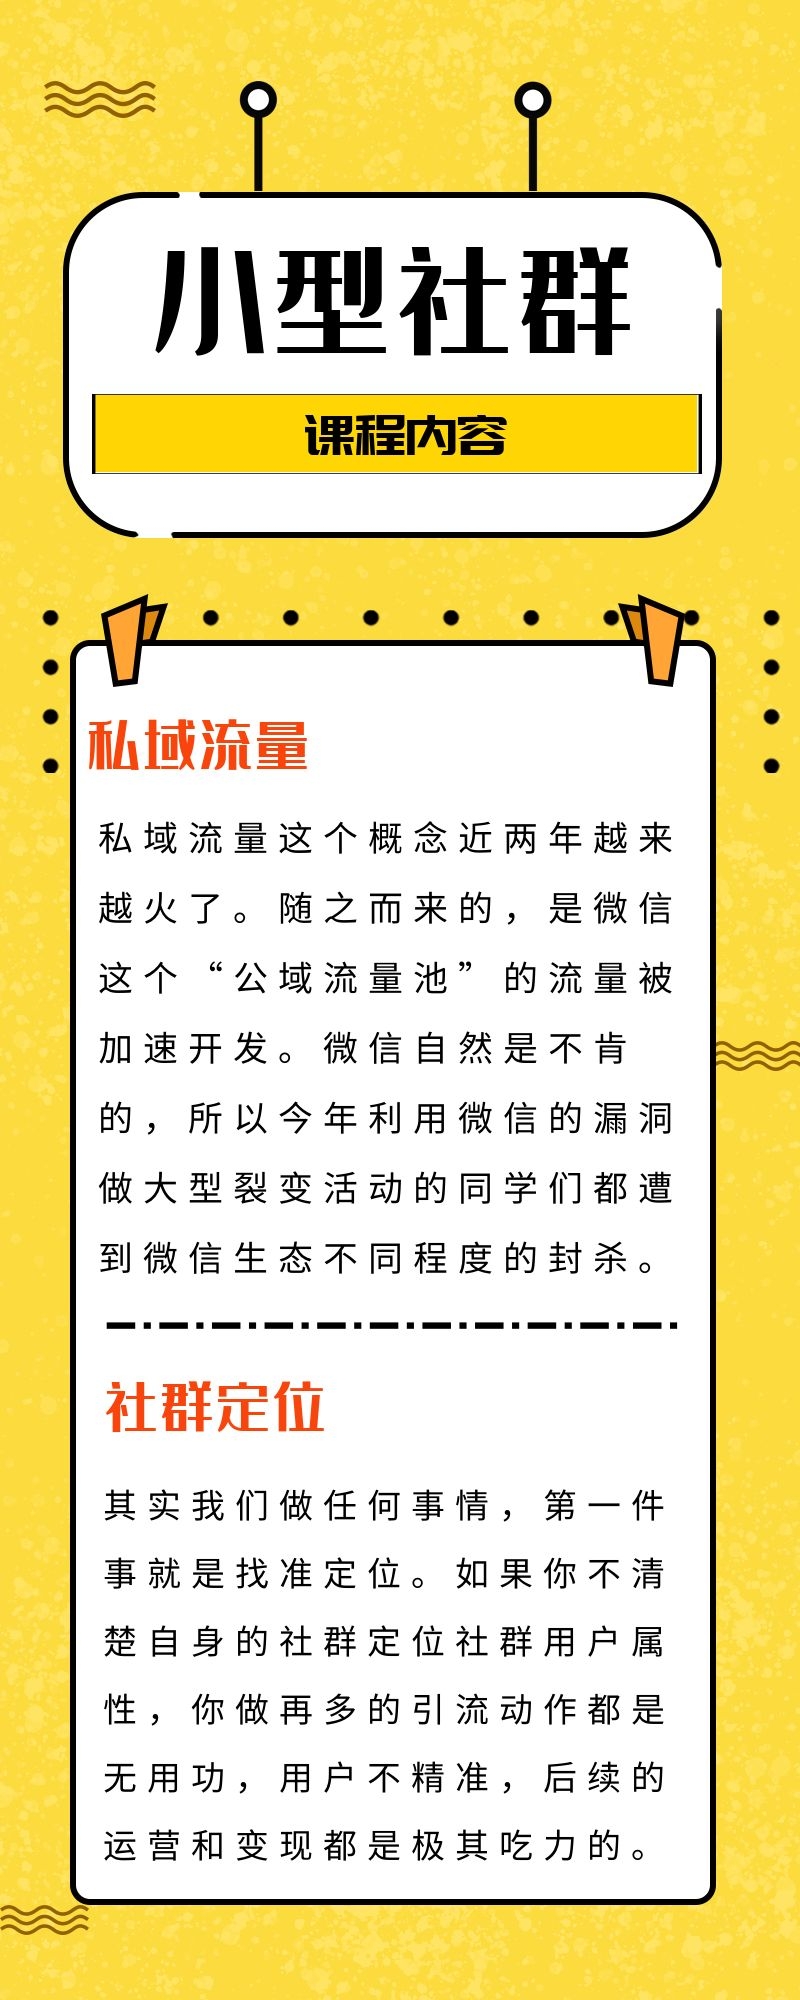 小型社群
课程内容
私域流量
私域流量这个概念近两年越来
越火了。随之而来的，是微信
这个“公域流量池”的流量被
加速开发。微信自然是不肯
的，所以今年利用微信的漏洞
做大型裂变活动的同学们都遭
到微信生态不同程度的封杀。
社群定位
其实我们做任何事情，第一件
事就是找准定位。如果你不清
楚自身的社群定位社群用户属
性，你做再多的引流动作都是
无用功，用户不精准，后续的
运营和变现都是极其吃力的。